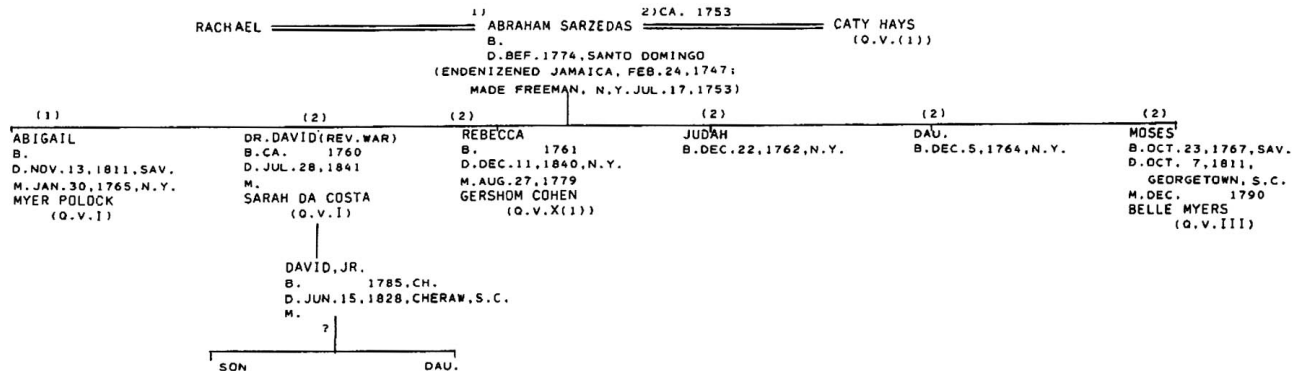 1) 2)CA. 1753
RACHAEL ABRAHAM SARZEDAS CATY HAYS
B. (Q.V.(1))
D.BEF.1774,SANTO DOMINGO
(ENDENIZENED JAMAICA, FEB.24,1747;
MADE FREEMAN, N.Y.JUL.17,1753)
(1) (2) (2) (2) (2) (2)
ABIGAIL DR.DAVID(REV.WAR) REBECCA JUDAH DAU. MOSES
B. B.CA. 1760 B. 1761 B.DEC.22,1762,N.Y. B.DEC.5,1764,N.Y. B.OCT.23,1767,SAV.
D.NOV.13,1811,SAV. D.JUL.28,1841 D.DEC.11,1840,N.Y. D.OCT. 7,1811,
M.JAN.30,1765,N.Y. M. M.AUG.27,1779 GEORGETOWN, S.C.
MYER POLOCK SARAH DA COSTA GERSHOM COHEN M.DEC. 1790
(Q.V.I) (Q.V.I) (Q.V.X(1)) BELLE MYERS
(Q.V.III)
DAVID,JR.
B. 1785,CH.
D.JUN.15,1828,CHERAW,S.C.
M.
?
SON DAU.